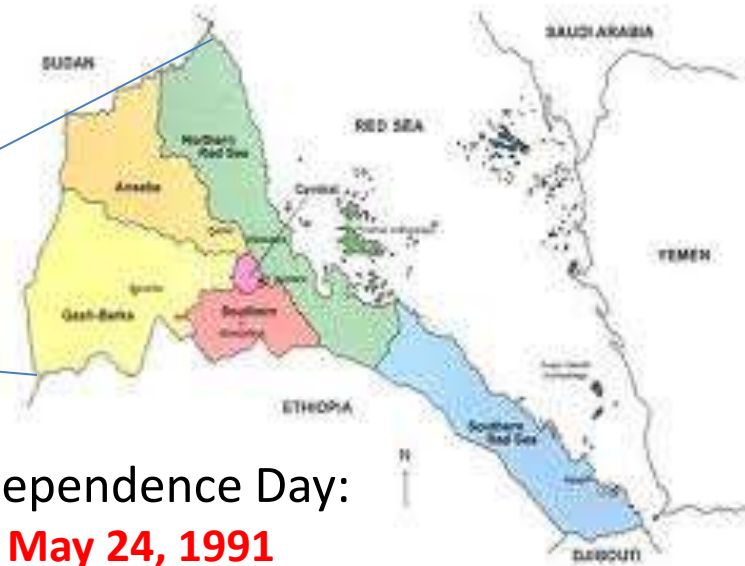 SAUDI ARABIA
SUDAN
RED SEA
Northern
Red Sea
Anseba
Central
YEMEN
Gash-Barka
Southern
ETHIOPIA
Southern
Red Sea
N
ependence Day:
May 24, 1991
DJIBOUTI